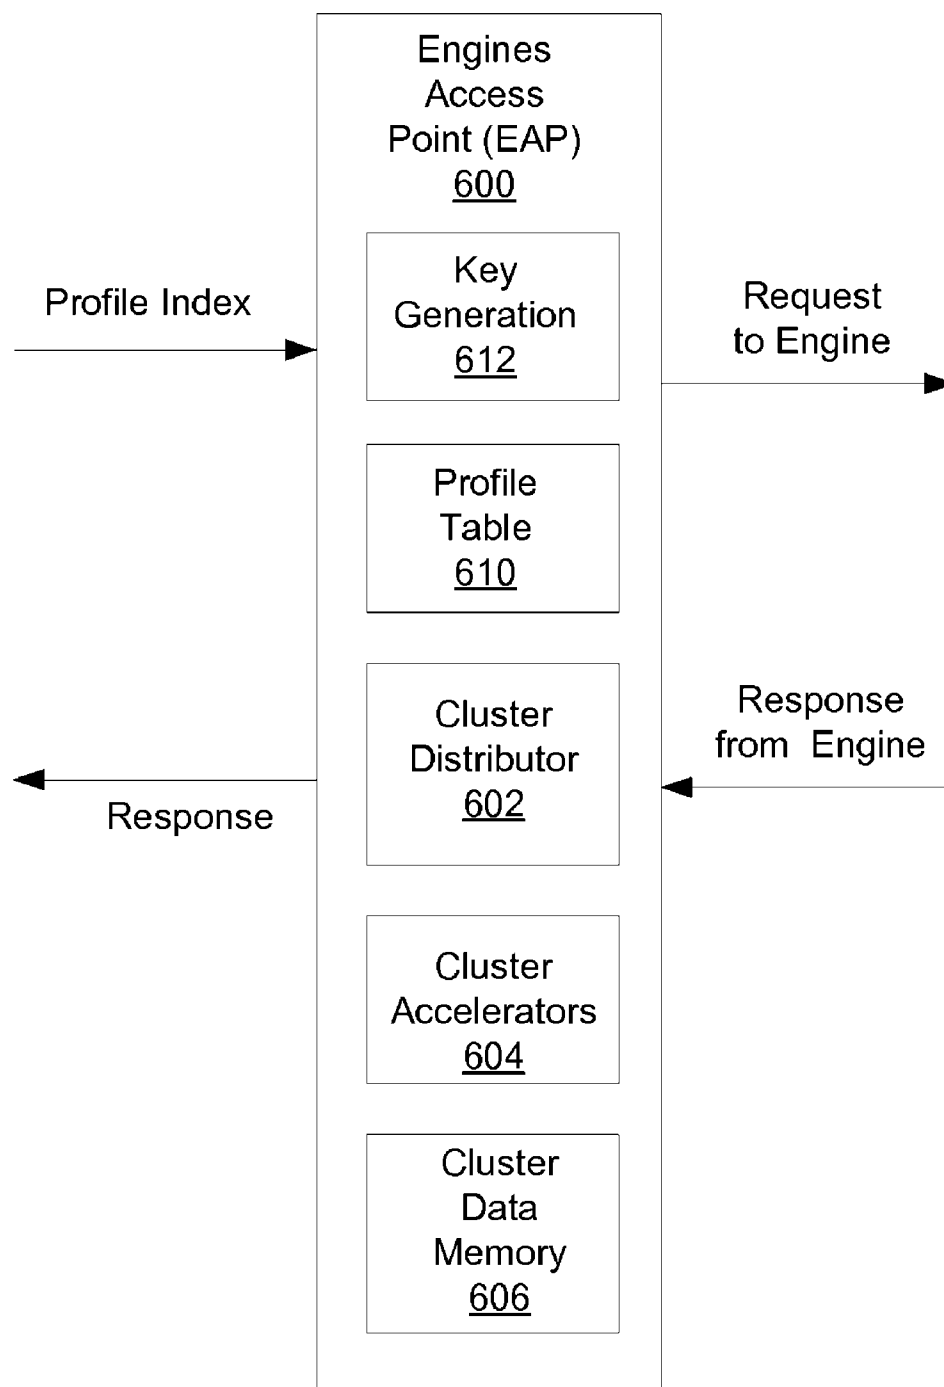 Engines
Access
Point (EAP)
600
Key
Generation
612
Profile Index
Request
to Engine
Profile
Table
610
Cluster
Distributor
602
Response
from Engine
Response
Cluster
Accelerators
604
Cluster
Data
Memory
606